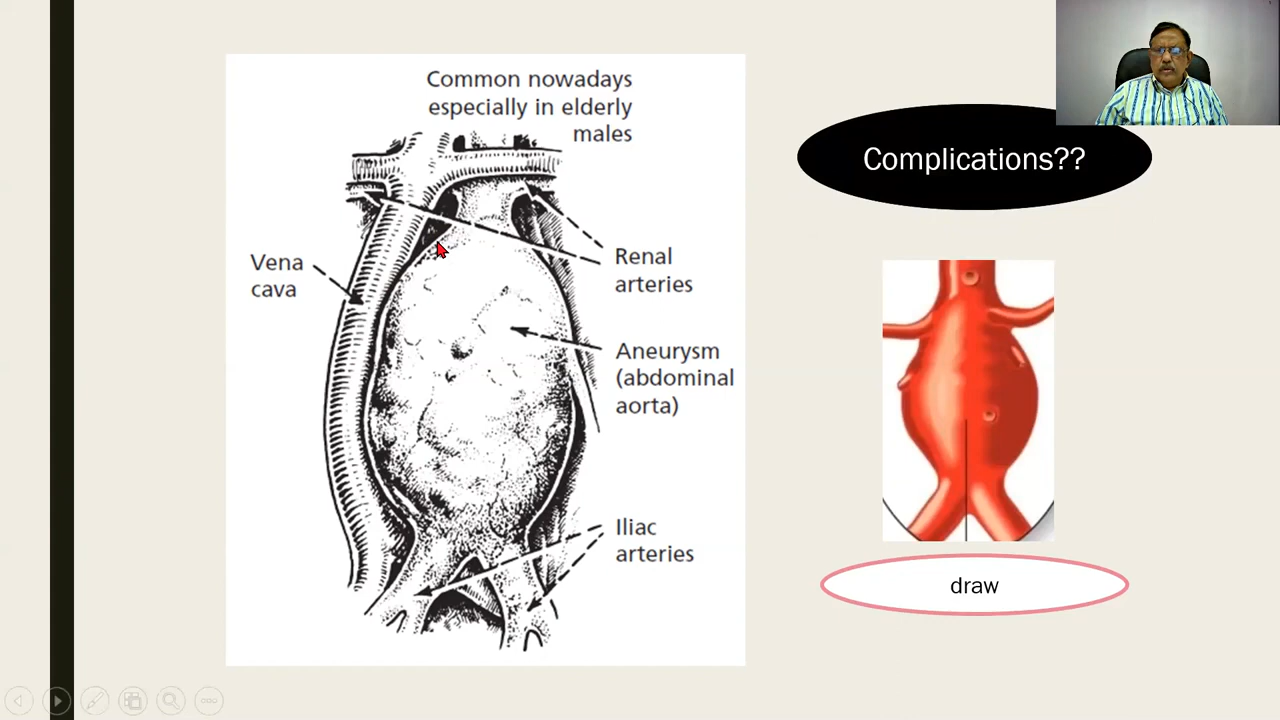 Common nowadays
especially in elderly
males
Complications??
Vena
cava
Renal
arteries
Aneurysm
(abdominal
aorta)
Iliac
arteries
draw